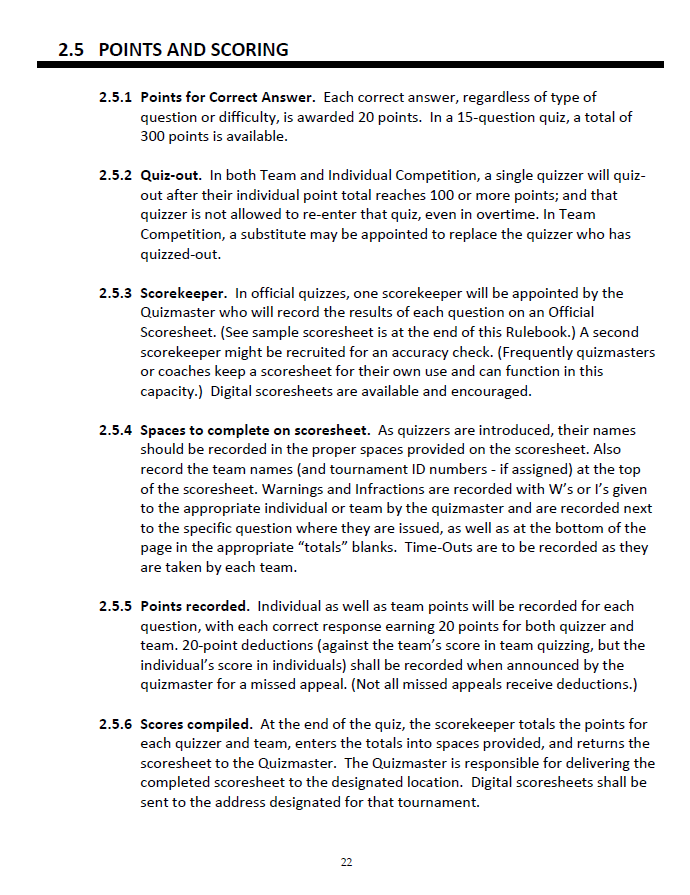 2.5 POINTS AND SCORING
2.5.1 Points for Correct Answer. Each correct answer, regardless of type of
question or difficulty, is awarded 20 points. In a 15-question quiz, a total of
300 points is available.
2.5.2 Quiz-out. In both Team and Individual Competition, a single quizzer will quiz-
out after their individual point total reaches 100 or more points; and that
quizzer is not allowed to re-enter that quiz, even in overtime. In Team
Competition, a substitute may be appointed to replace the quizzer who has
quizzed-out.
2.5.3 Scorekeeper. In official quizzes, one scorekeeper will be appointed by the
Quizmaster who will record the results of each question on an Official
Scoresheet. (See sample scoresheet is at the end of this Rulebook.) A second
scorekeeper might be recruited for an accuracy check. (Frequently quizmasters
or coaches keep a scoresheet for their own use and can function in this
capacity.) Digital scoresheets are available and encouraged.
2.5.4 Spaces to complete on scoresheet. As quizzers are introduced, their names
should be recorded in the proper spaces provided on the scoresheet. Also
record the team names (and tournament ID numbers - if assigned) at the top
of the scoresheet. Warnings and Infractions are recorded with W’s or I’s given
to the appropriate individual or team by the quizmaster and are recorded next
to the specific question where they are issued, as well as at the bottom of the
page in the appropriate “totals” blanks. Time-Outs are to be recorded as they
are taken by each team.
2.5.5 Points recorded. Individual as well as team points will be recorded for each
question, with each correct response earning 20 points for both quizzer and
team. 20-point deductions (against the team’s score in team quizzing, but the
individual’s score in individuals) shall be recorded when announced by the
quizmaster for a missed appeal. (Not all missed appeals receive deductions.)
2.5.6 Scores compiled. At the end of the quiz, the scorekeeper totals the points for
each quizzer and team, enters the totals into spaces provided, and returns the
scoresheet to the Quizmaster. The Quizmaster is responsible for delivering the
completed scoresheet to the designated location. Digital scoresheets shall be
sent to the address designated for that tournament.
22